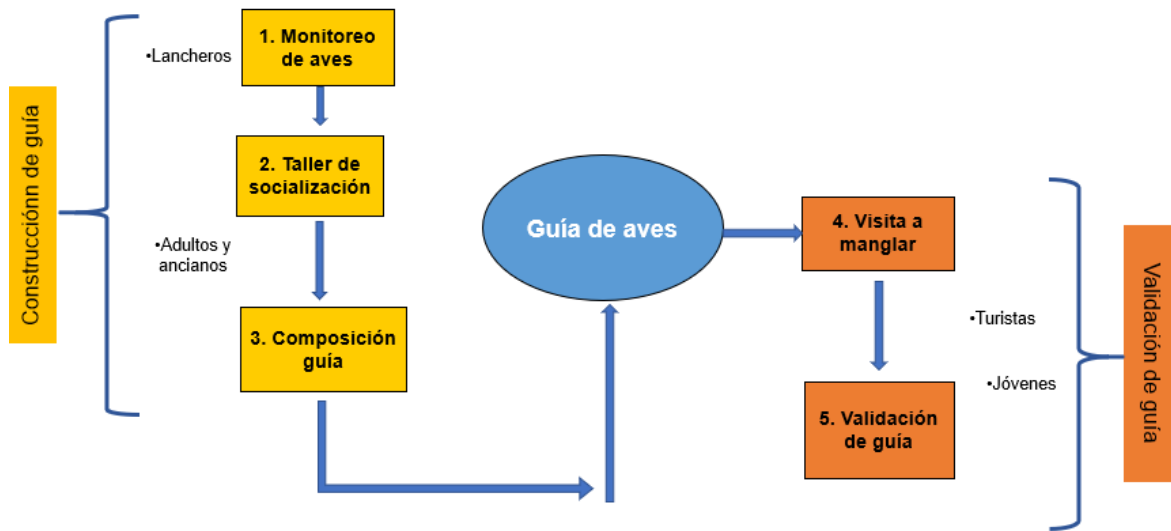 Construcciónn de guía
•Lancheros
1. Monitoreo
de aves
2. Taller de
socialización
•Adultos y
ancianos
3. Composición
guía
Guía de aves
4. Visita a
manglar
•Turistas
•Jóvenes
5. Validación
de guía
Validación de guía